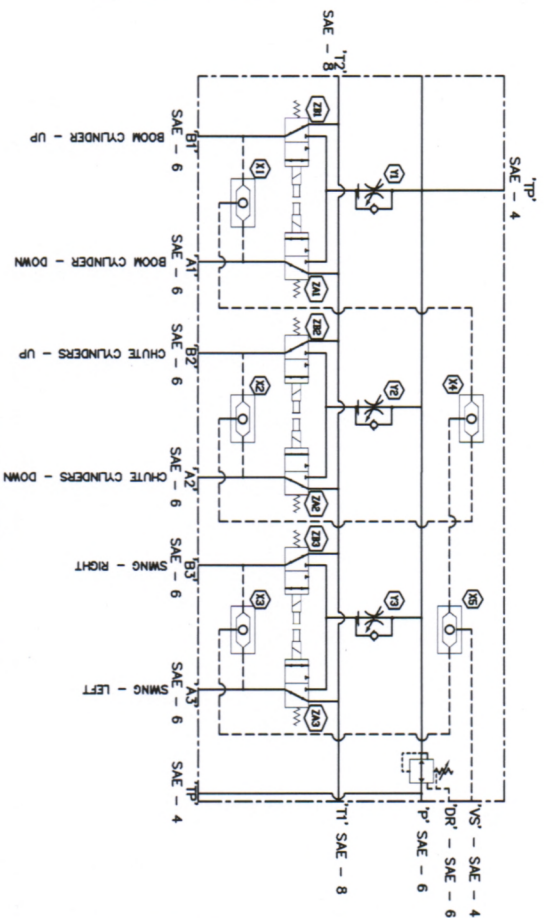 'TP'
SAE - 4
'T2'
SAE - 8
Y1
ZB1
ZA1
X1
'B1'
SAE - 6
BOOM CYLINDER - UP
'A1'
SAE - 6
BOOM CYLINDER - DOWN
X4
Y2
ZB2
ZA2
X2
'B2'
SAE - 6
CHUTE CYLINDERS - UP
'A2'
SAE - 6
CHUTE CYLINDERS - DOWN
X5
Y3
ZB3
ZA3
X3
'B3'
SAE - 6
SWING - RIGHT
'A3'
SAE - 6
SWING - LEFT
'VS' - SAE - 4
'DR' - SAE - 6
'P' SAE - 6
'T1' SAE - 8
'TP'
SAE - 4